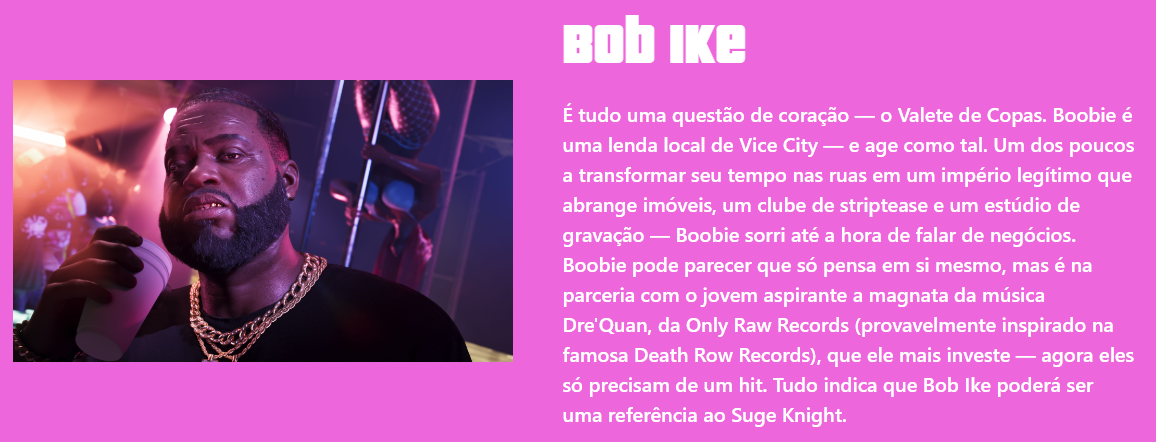 Bob Ike
É tudo uma questão de coração — o Valete de Copas. Boobie é
uma lenda local de Vice City — e age como tal. Um dos poucos
a transformar seu tempo nas ruas em um império legítimo que
abrange imóveis, um clube de striptease e um estúdio de
gravação — Boobie sorri até a hora de falar de negócios.
Boobie pode parecer que só pensa em si mesmo, mas é na
parceria com o jovem aspirante a magnata da música
Dre'Quan, da Only Raw Records (provavelmente inspirado na
famosa Death Row Records), que ele mais investe — agora eles
só precisam de um hit. Tudo indica que Bob Ike poderá ser
uma referência ao Suge Knight.